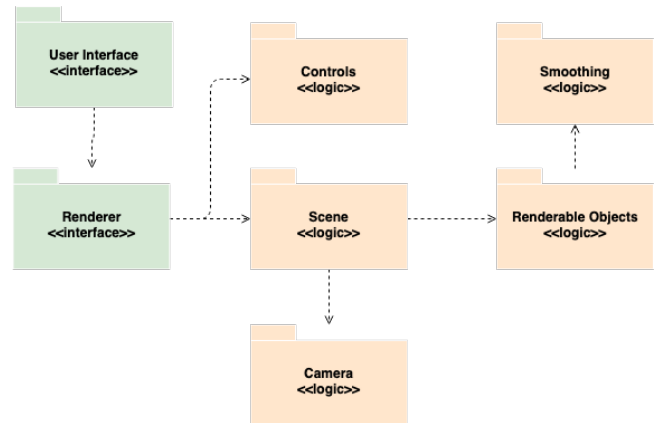 User Interface
<<interface>>
Controls
<<logic>>
Smoothing
<<logic>>
Renderer
<<interface>>
Scene
<<logic>>
Renderable Objects
<<logic>>
Camera
<<logic>>